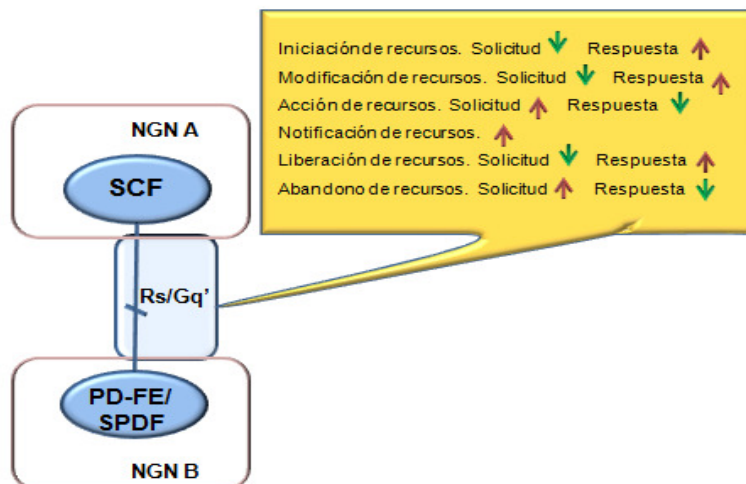 Iniciación de recursos. Solicitud ↓ Respuesta ↑
Modificación de recursos. Solicitud ↓ Respuesta ↑
Acción de recursos. Solicitud ↑ Respuesta ↓
Notificación de recursos. ↑
Liberación de recursos. Solicitud ↓ Respuesta ↑
Abandono de recursos. Solicitud ↑ Respuesta ↓
NGN A
SCF
Rs/Gq’
PD-FE/
SPDF
NGN B